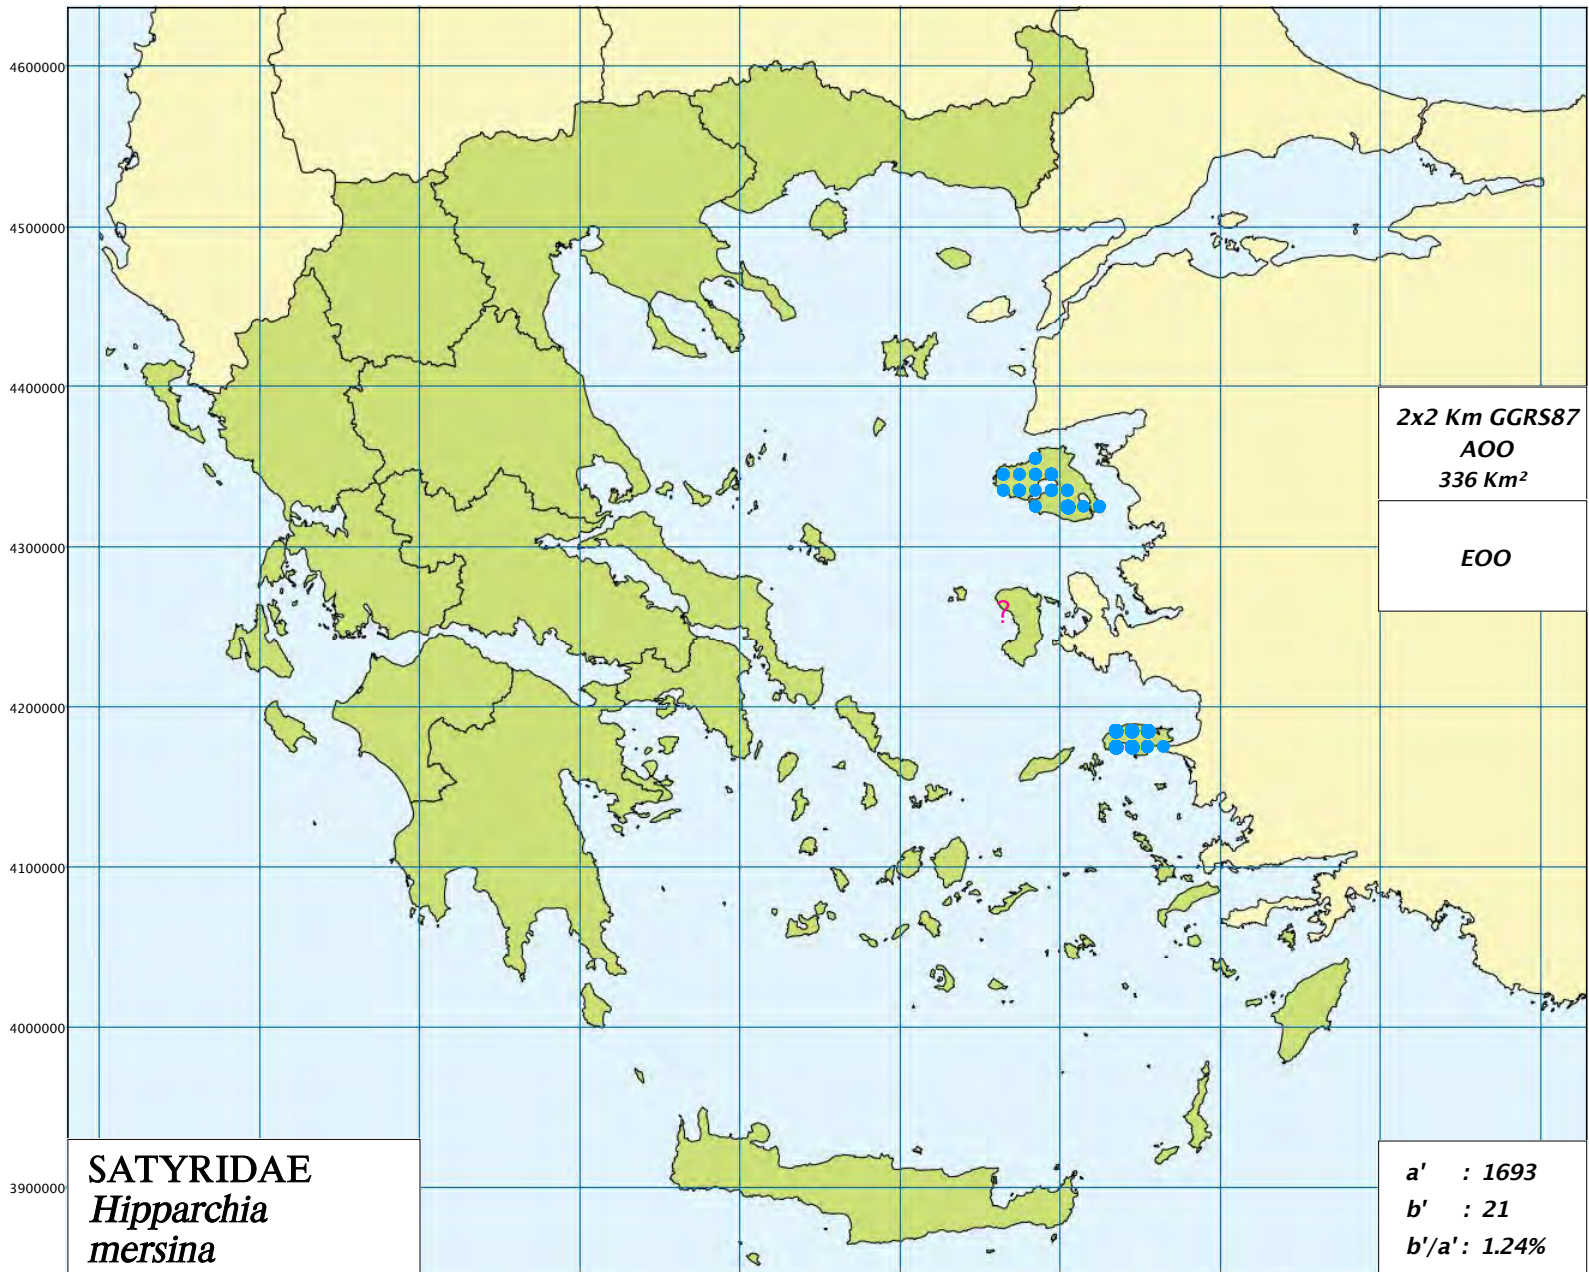 4600000
4500000
4400000
2x2 Km GGRS87
AOO
336 Km²
EOO
4300000
?
4200000
4100000
4000000
3900000
SATYRIDAE
Hipparchia
mersina
a' : 1693
b' : 21
b'/a' : 1.24%